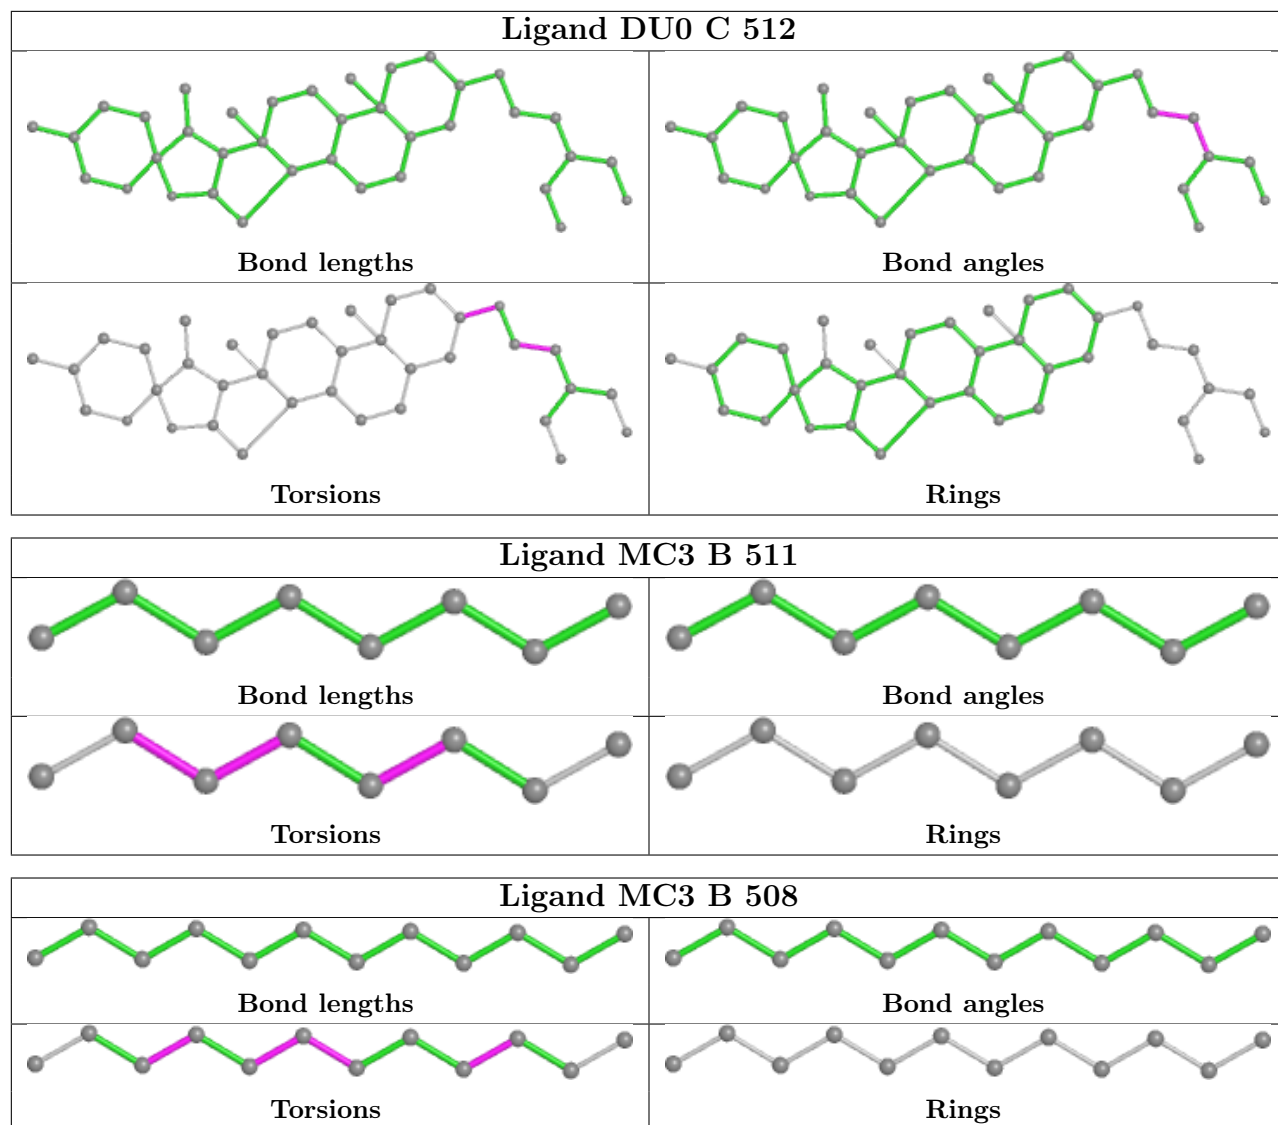 Ligand DU0 C 512
Bond lengths
Bond angles
Torsions
Rings
Ligand MC3 B 511
Bond lengths
Bond angles
Torsions
Rings
Ligand MC3 B 508
Bond lengths
Bond angles
Torsions
Rings